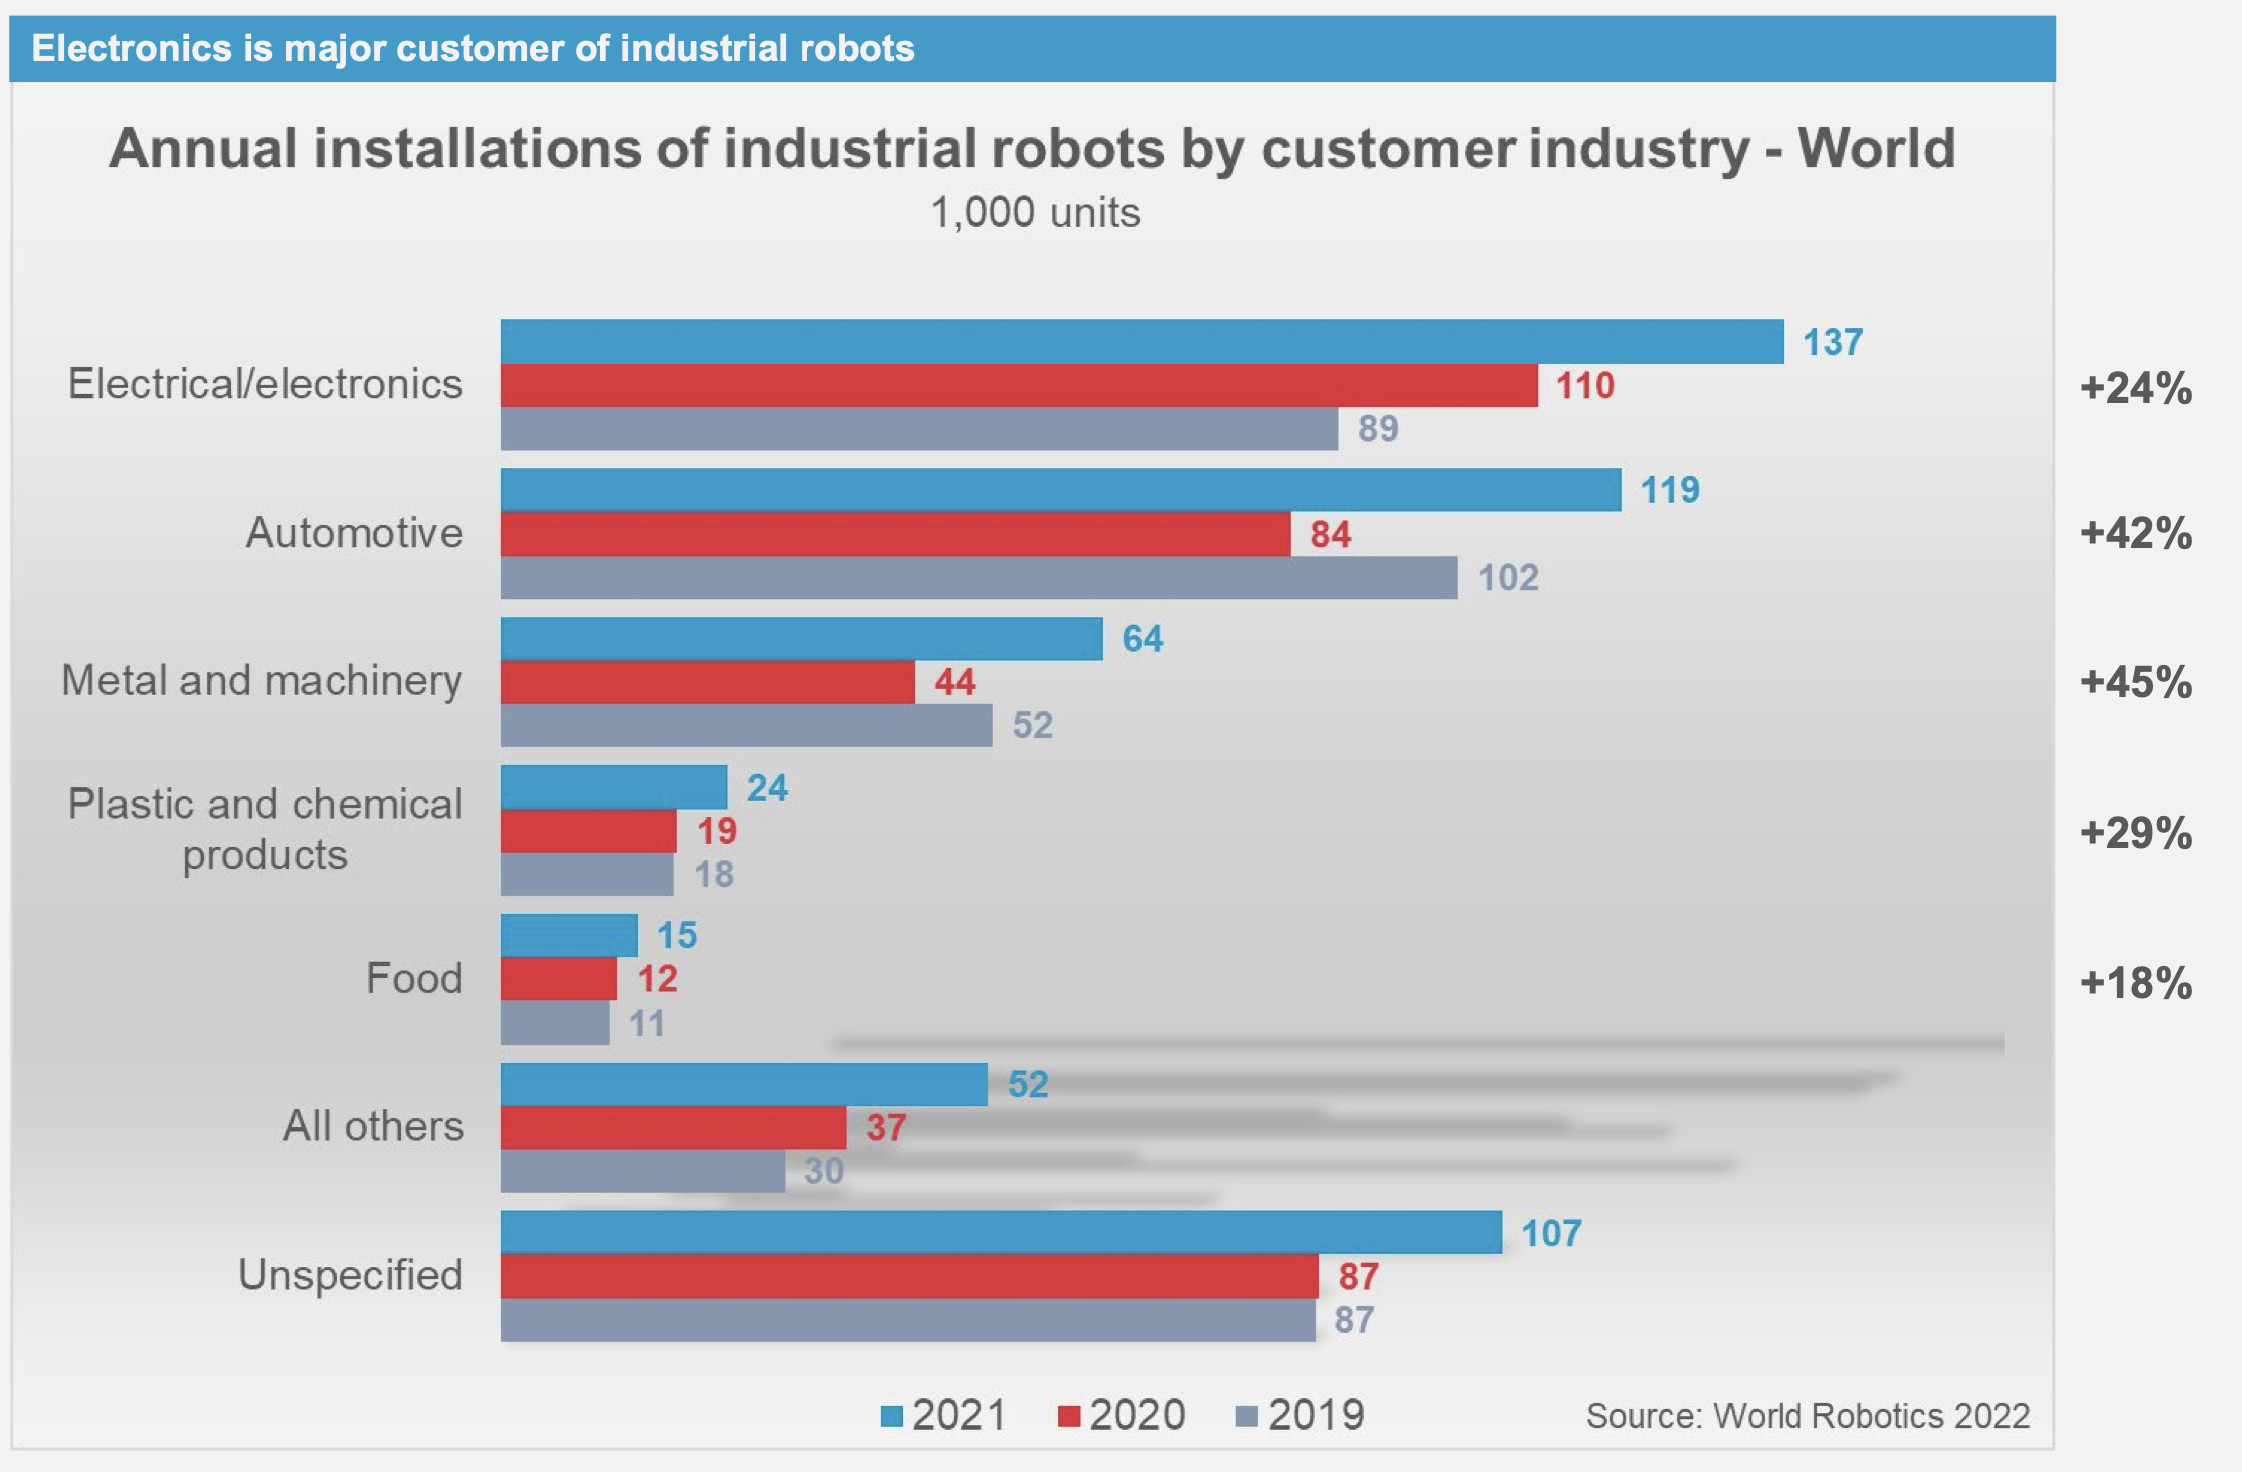 Electronics is major customer of industrial robots
Annual installations of industrial robots by customer industry - World
1,000 units
Electrical/electronics
137
110
89
+24%
Automotive
119
84
102
+42%
Metal and machinery
64
44
52
+45%
Plastic and chemical
products
24
19
18
+29%
Food
15
12
11
+18%
All others
52
37
30
Unspecified
107
87
87
2021 2020 2019
Source: World Robotics 2022